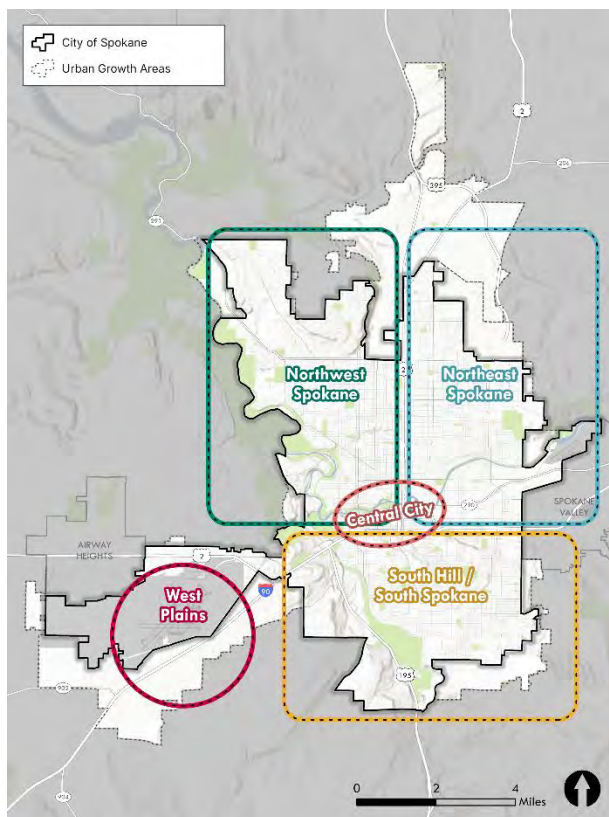 City of Spokane
Urban Growth Areas
2
206
395
291
Northwest
Spokane
2
Northeast
Spokane
Central City
290
SPOKANE
VALLEY
AIRWAY
HEIGHTS
2
90
West
Plains
South Hill /
South Spokane
195
902
904
0 2 4
Miles